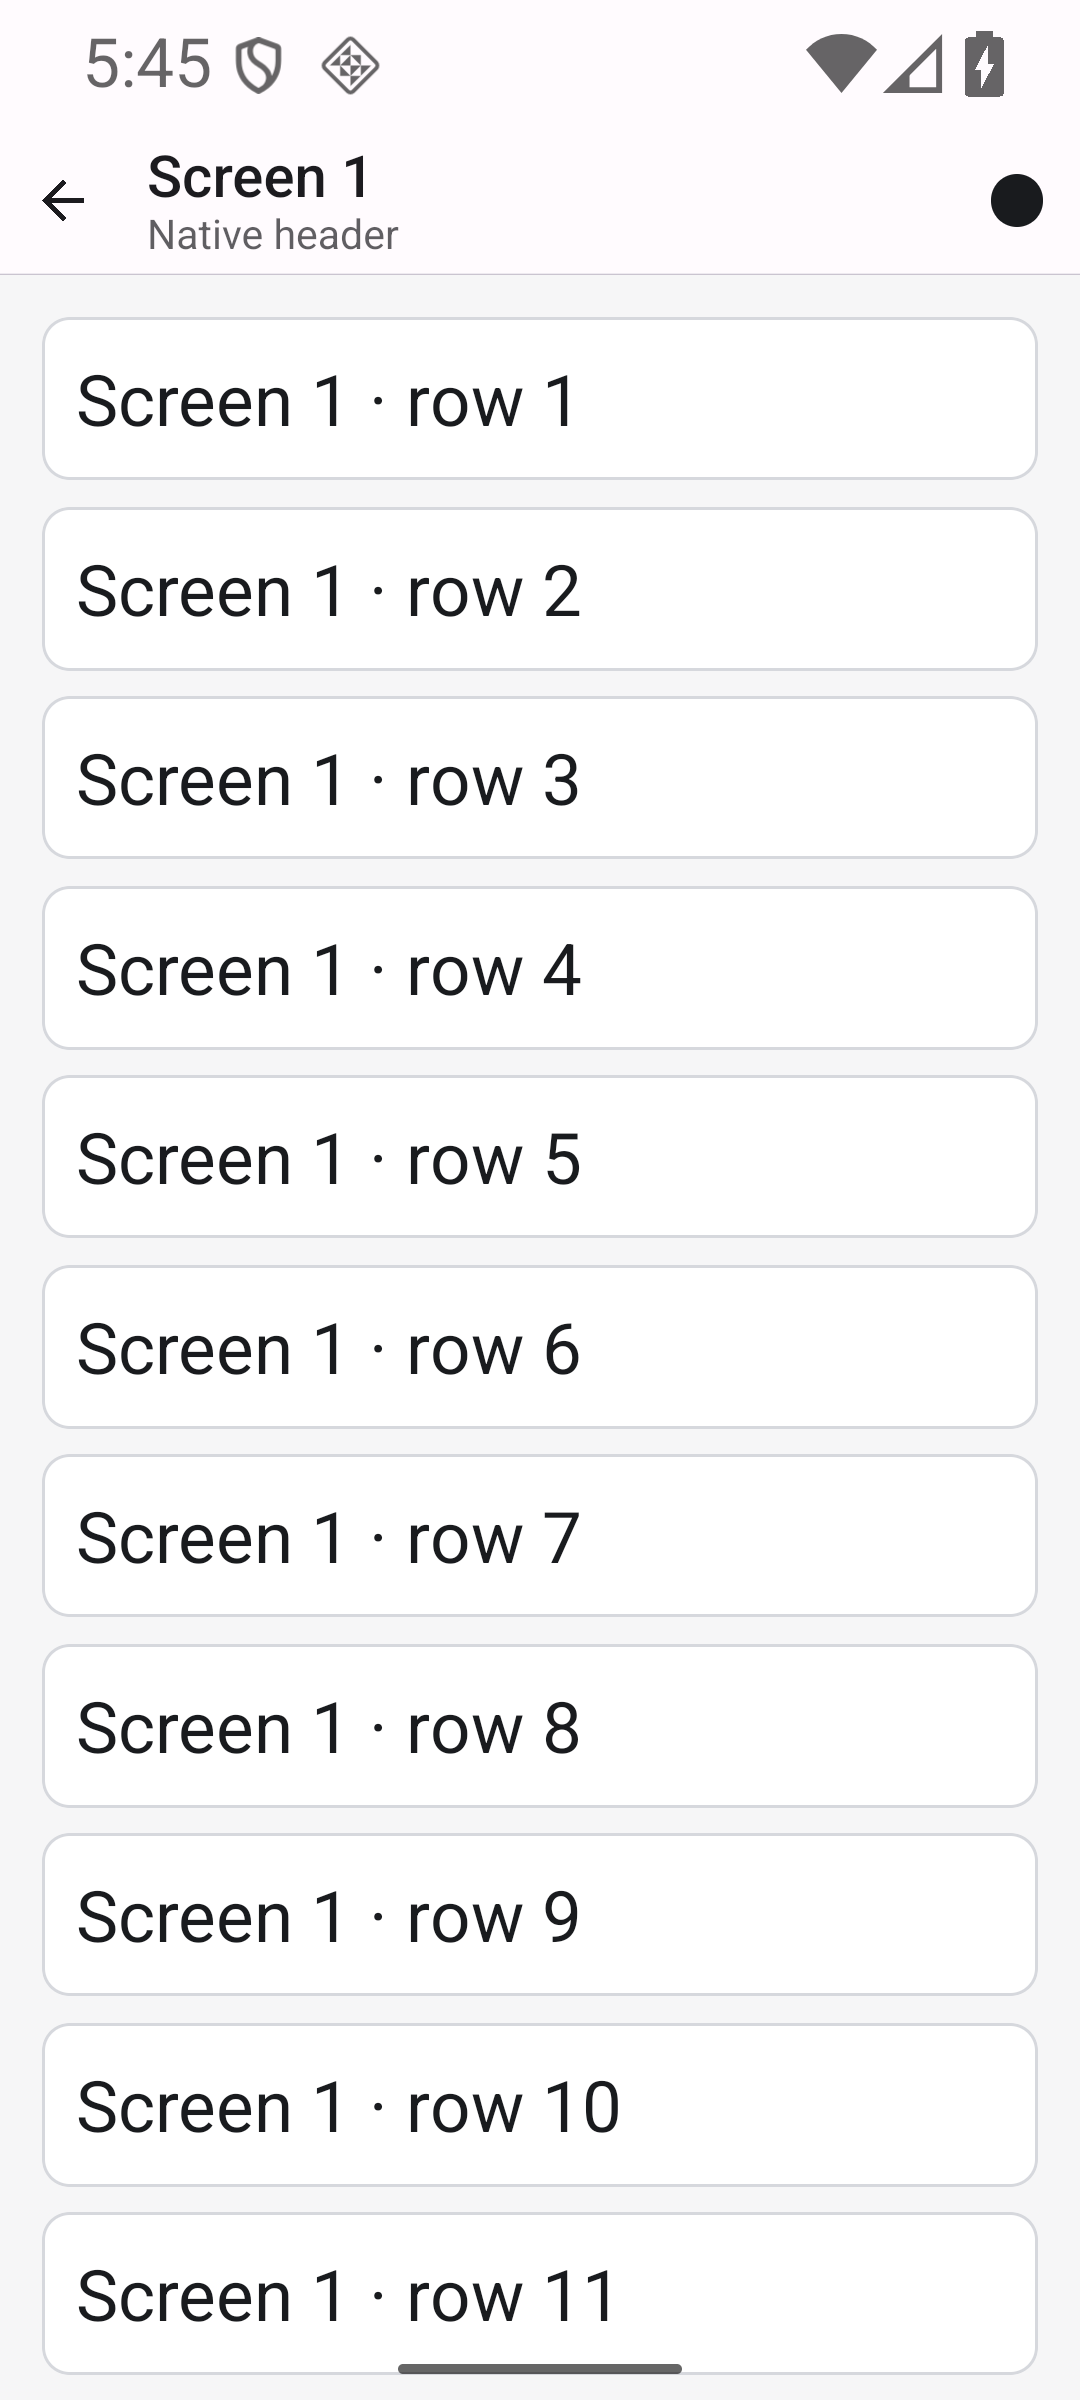 5:45
Screen 1
Native header
Screen 1 · row 1
Screen 1 · row 2
Screen 1 · row 3
Screen 1 · row 4
Screen 1 · row 5
Screen 1 · row 6
Screen 1 · row 7
Screen 1 · row 8
Screen 1 · row 9
Screen 1 · row 10
Screen 1 · row 11